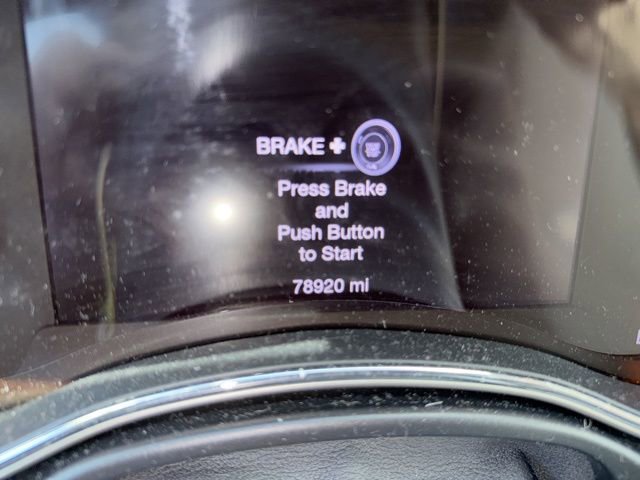 BRAKE +
Press Brake
and
Push Button
to Start
78920 mi